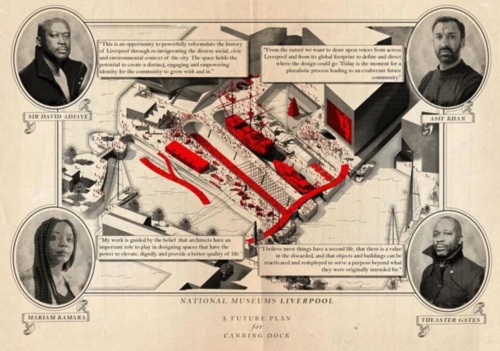 "This is an opportunity to powerfully reformulate the history
of Liverpool through re-invigorating the diverse social, civic
and environmental context of the city. The space holds the
potential to create a distinct, engaging and empowering
identity for the community to grow with and in."
"From the outset we want to draw upon voices from across
Liverpool and from its global footprint to define and direct
where the design could go. Today is the moment for a
pluralistic process leading to an exuberant future
community"
SIR DAVID ADJAYE
ASIF KHAN
"My work is guided by the belief that architects have an
important role to play in designing spaces that have the
power to elevate, dignify, and provide a better quality of life"
"I believe most things have a second life, that there is a value
in the discarded, and that objects and buildings can be
reactivated and redeployed to serve a purpose beyond what
they were originally intended for."
MARIAM KAMARA
THEASTER GATES
NATIONAL MUSEUMS LIVERPOOL
A FUTURE PLAN
for
CANNING DOCK